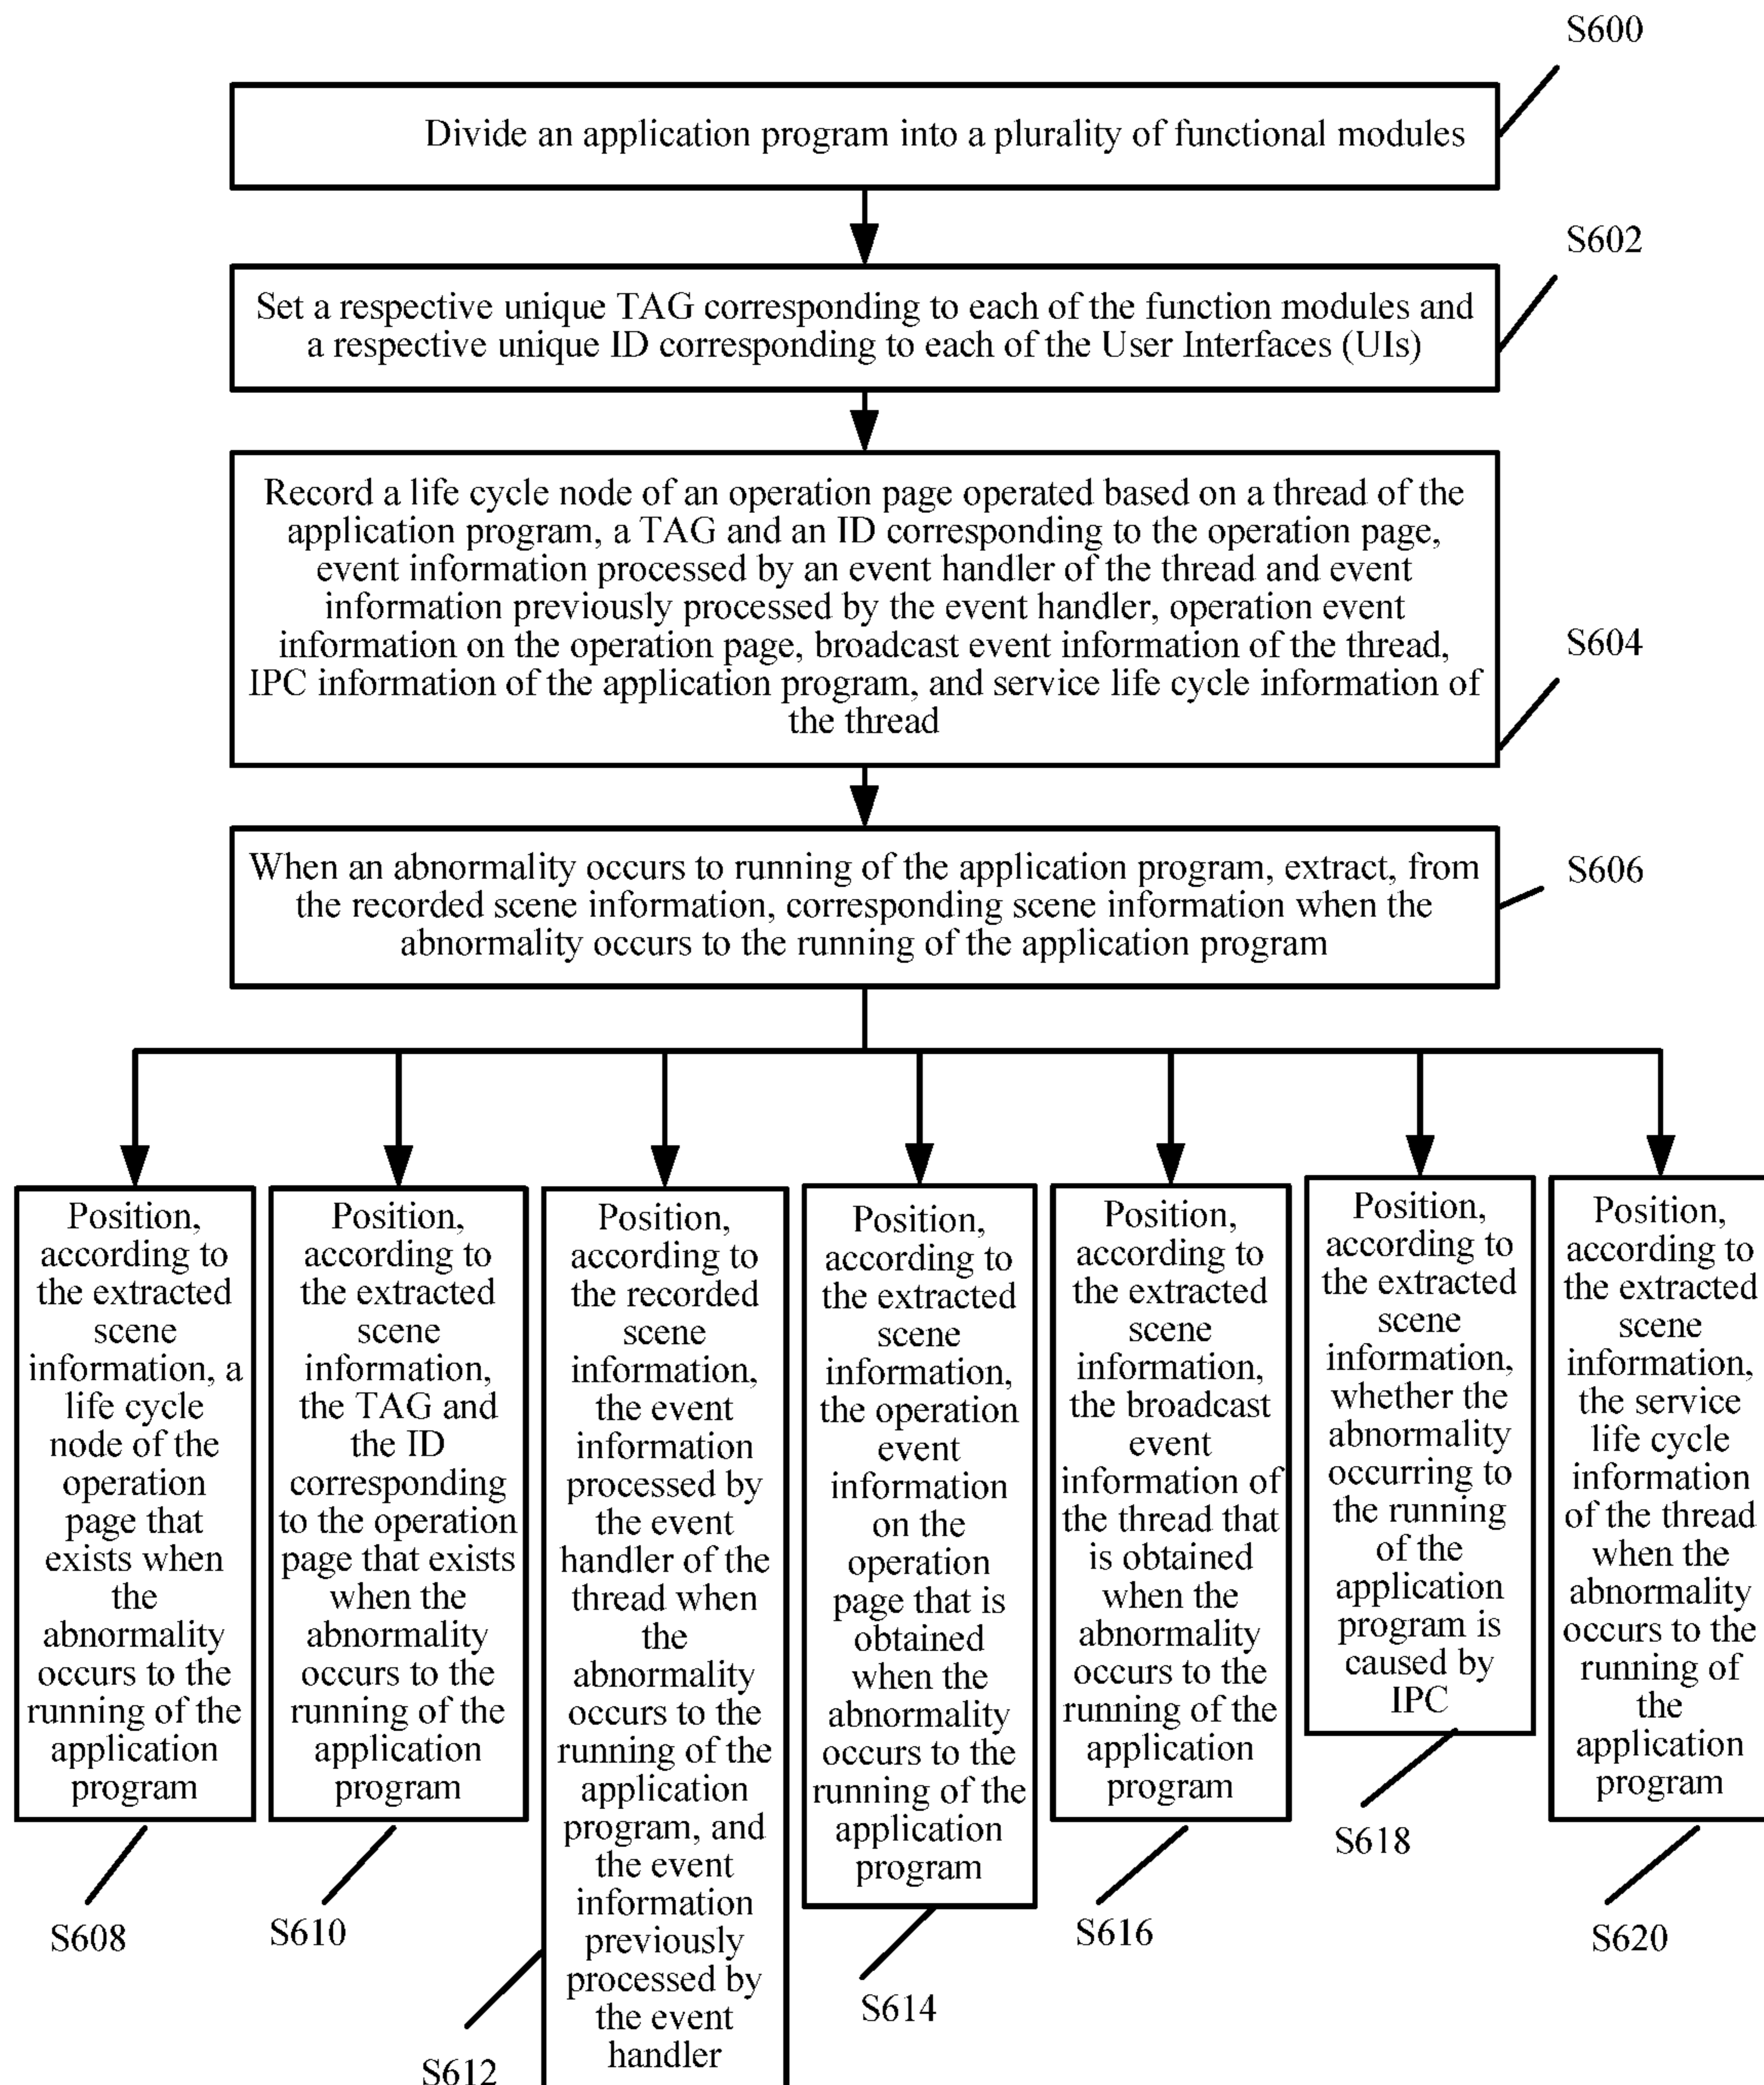 S600
Divide an application program into a plurality of functional modules
S602
Set a respective unique TAG corresponding to each of the function modules and
a respective unique ID corresponding to each of the User Interfaces (UIs)
Record a life cycle node of an operation page operated based on a thread of the
application program, a TAG and an ID corresponding to the operation page,
event information processed by an event handler of the thread and event
information previously processed by the event handler, operation event
information on the operation page, broadcast event information of the thread,
IPC information of the application program, and service life cycle information of
the thread
S604
When an abnormality occurs to running of the application program, extract, from
the recorded scene information, corresponding scene information when the
abnormality occurs to the running of the application program
S606
Position,
according to
the extracted
scene
information, a
life cycle
node of the
operation
page that
exists when
the
abnormality
occurs to the
running of the
application
program
S608
Position,
according to
the extracted
scene
information,
the TAG and
the ID
corresponding
to the operation
page that exists
when the
abnormality
occurs to the
running of the
application
program
S610
Position,
according to
the recorded
scene
information,
the event
information
processed by
the event
handler of the
thread when
the
abnormality
occurs to the
running of the
application
program, and
the event
information
previously
processed by
the event
handler
S612
Position,
according to
the extracted
scene
information,
the operation
event
information
on the
operation
page that is
obtained
when the
abnormality
occurs to the
running of the
application
program
S614
Position,
according to
the extracted
scene
information,
the broadcast
event
information of
the thread that
is obtained
when the
abnormality
occurs to the
running of the
application
program
S616
Position,
according to
the extracted
scene
information,
whether the
abnormality
occurring to
the running
of the
application
program is
caused by
IPC
S618
Position,
according to
the extracted
scene
information,
the service
life cycle
information
of the thread
when the
abnormality
occurs to the
running of
the
application
program
S620